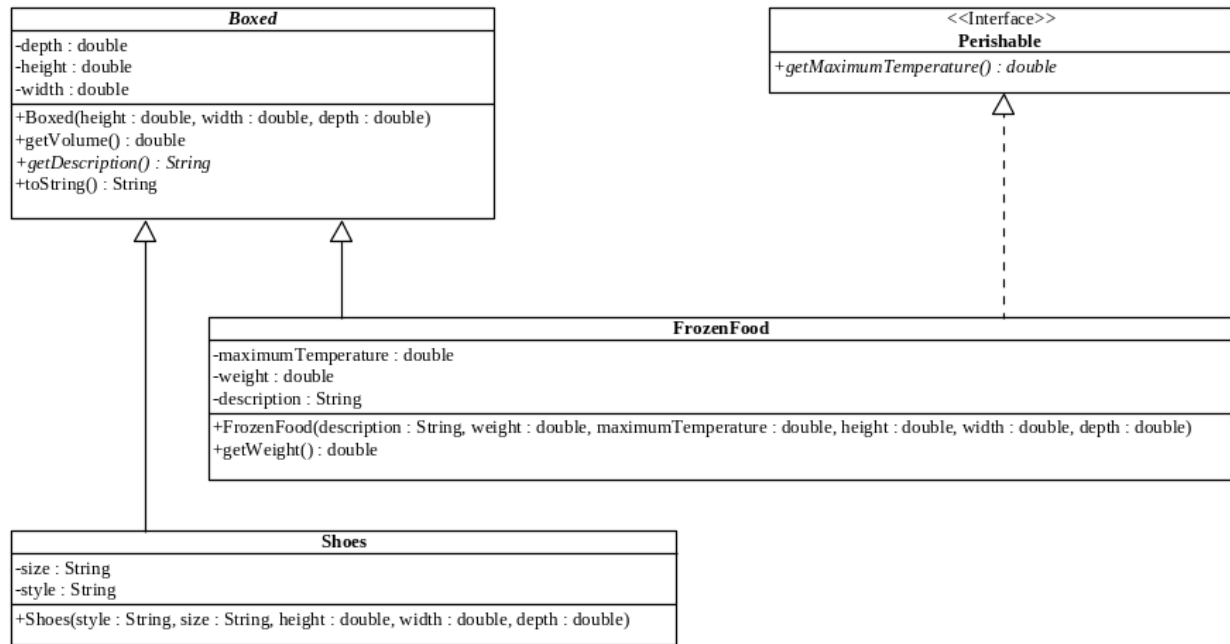 Boxed
-depth : double
-height : double
-width : double
+Boxed(height : double, width : double, depth : double)
+getVolume() : double
+getDescription() : String
+toString() : String
<<Interface>>
Perishable
+getMaximumTemperature() : double
FrozenFood
-maximumTemperature : double
-weight : double
-description : String
+FrozenFood(description : String, weight : double, maximumTemperature : double, height : double, width : double, depth : double)
+getWeight() : double
Shoes
-size : String
-style : String
+Shoes(style : String, size : String, height : double, width : double, depth : double)